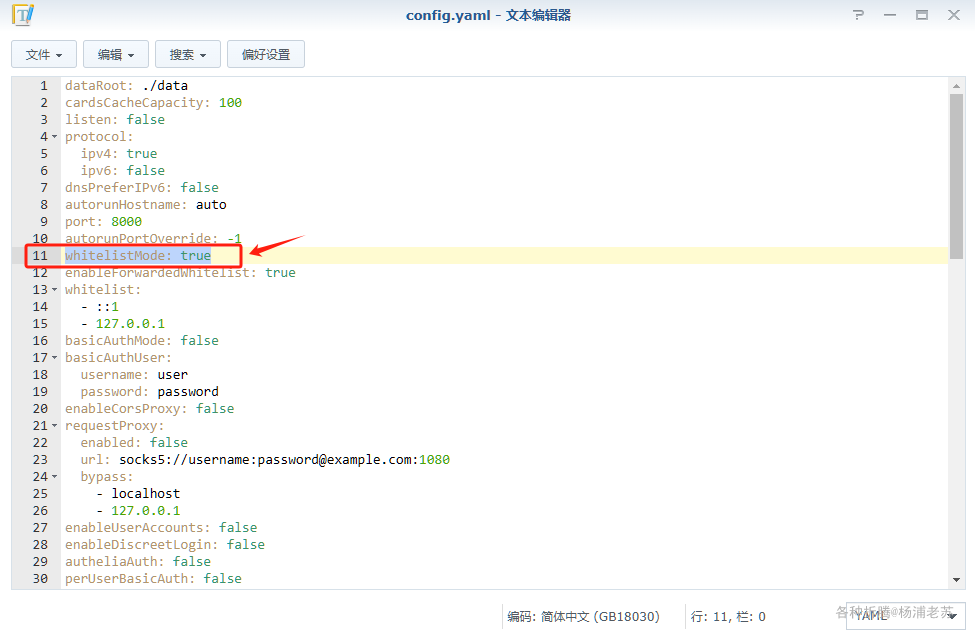 config.yaml - 文本编辑器
文件 编辑 搜索 偏好设置
1 dataRoot: ./data
2 cardsCacheCapacity: 100
3 listen: false
4 protocol:
5 ipv4: true
6 ipv6: false
7 dnsPreferIPv6: false
8 autorunHostname: auto
9 port: 8000
10 autorunPortOverride: -1
11 whitelistMode: true
12 enableForwardedWhitelist: true
13 whitelist:
14 - ::1
15 - 127.0.0.1
16 basicAuthMode: false
17 basicAuthUser:
18 username: user
19 password: password
20 enableCorsProxy: false
21 requestProxy:
22 enabled: false
23 url: socks5://username:password@example.com:1080
24 bypass:
25 - localhost
26 - 127.0.0.1
27 enableUserAccounts: false
28 enableDiscreetLogin: false
29 autheliaAuth: false
30 perUserBasicAuth: false
编码: 简体中文 (GB18030) 行: 11, 栏: 0 YAML
各种折腾@杨浦老苏